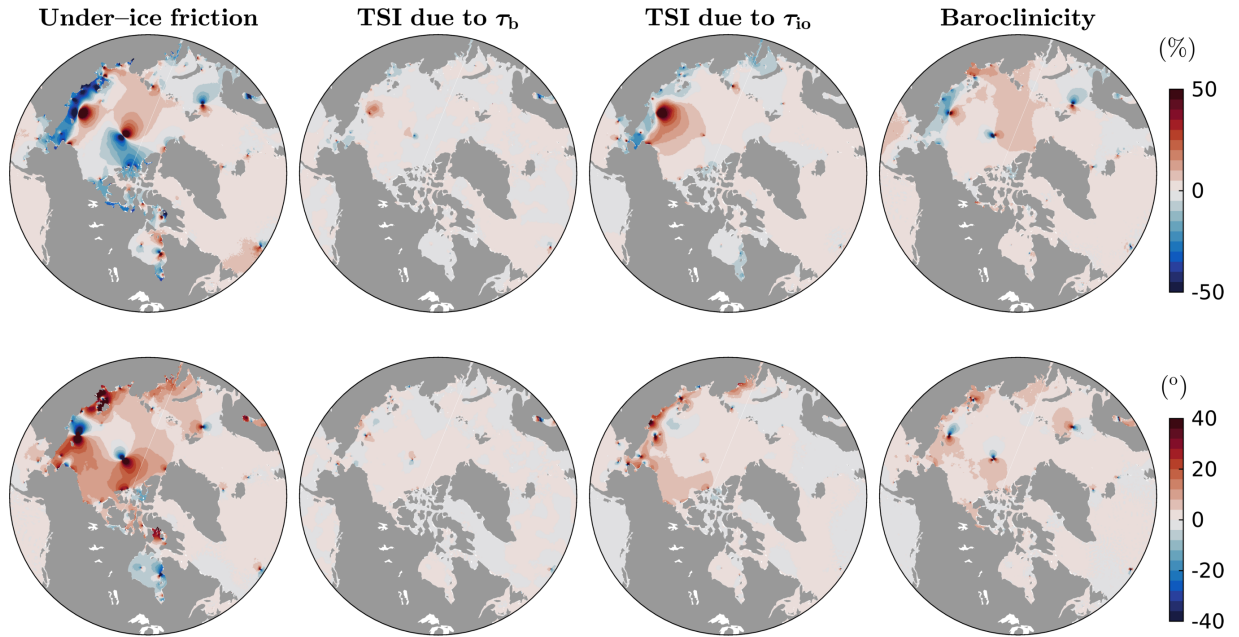 Under–ice friction
TSI due to τb
TSI due to τio
Baroclinicity
(%)
50
0
-50
(o)
40
20
0
-20
-40